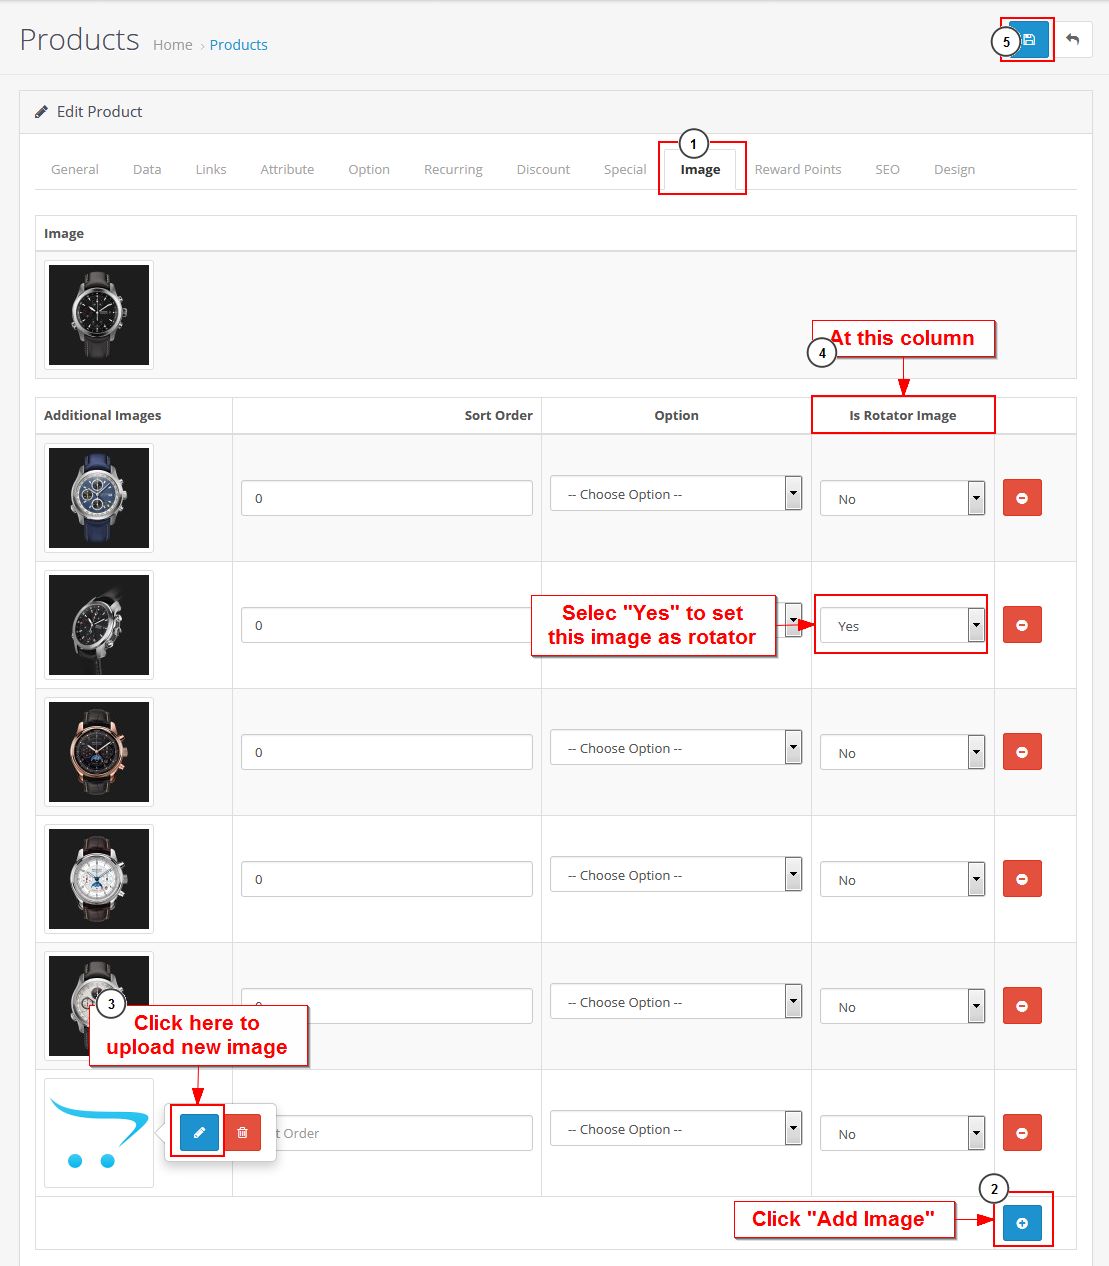 Products Home › Products
5
Edit Product
1
General Data Links Attribute Option Recurring Discount Special Image Reward Points SEO Design
Image
At this column
4
Additional Images Sort Order Option Is Rotator Image
0 -- Choose Option -- No
0 Yes
Selec "Yes" to set
this image as rotator
0 -- Choose Option -- No
0 -- Choose Option -- No
-- Choose Option -- No
3
Click here to
upload new image
t Order -- Choose Option -- No
2
Click "Add Image"